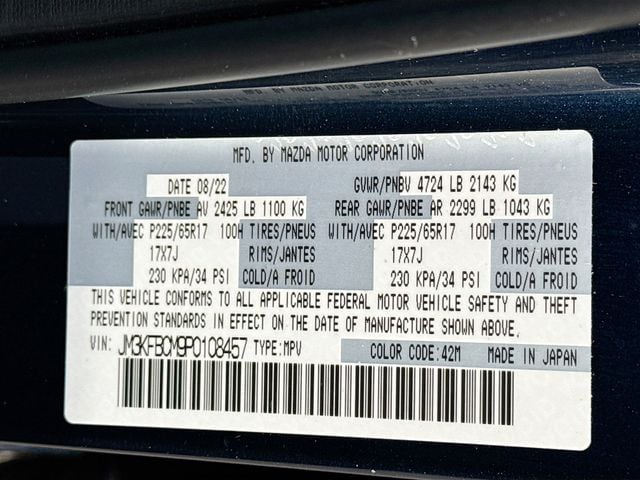 MFD. BY MAZDA MOTOR CORPORATION
DATE 08/22 GVWR/PNBV 4724 LB 2143 KG
FRONT GAWR/PNBE AV 2425 LB 1100 KG REAR GAWR/PNBE AR 2299 LB 1043 KG
WITH/AVEC P225/65R17 100H TIRES/PNEUS WITH/AVEC P225/65R17 100H TIRES/PNEUS
17X7J RIMS/JANTES 17X7J RIMS/JANTES
230 KPA/34 PSI COLD/A FROID 230 KPA/34 PSI COLD/A FROID
THIS VEHICLE CONFORMS TO ALL APPLICABLE FEDERAL MOTOR VEHICLE SAFETY AND THEFT
PREVENTION STANDARDS IN EFFECT ON THE DATE OF MANUFACTURE SHOWN ABOVE.
VIN: JM3KFBCM9P0108457 TYPE:MPV COLOR CODE:42M MADE IN JAPAN